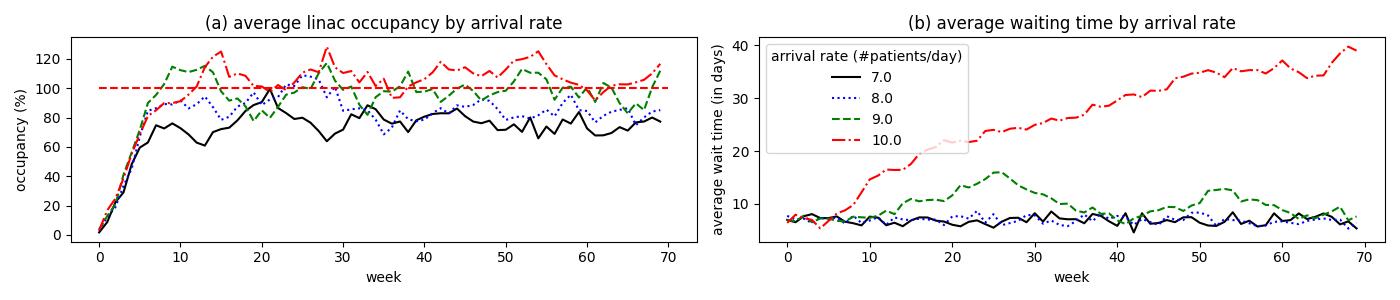 (a) average linac occupancy by arrival rate
occupancy (%)
120
100
80
60
40
20
0
0 10 20 30 40 50 60 70
week
(b) average waiting time by arrival rate
average wait time (in days)
40
30
20
10
arrival rate (#patients/day)
7.0
8.0
9.0
10.0
0 10 20 30 40 50 60 70
week